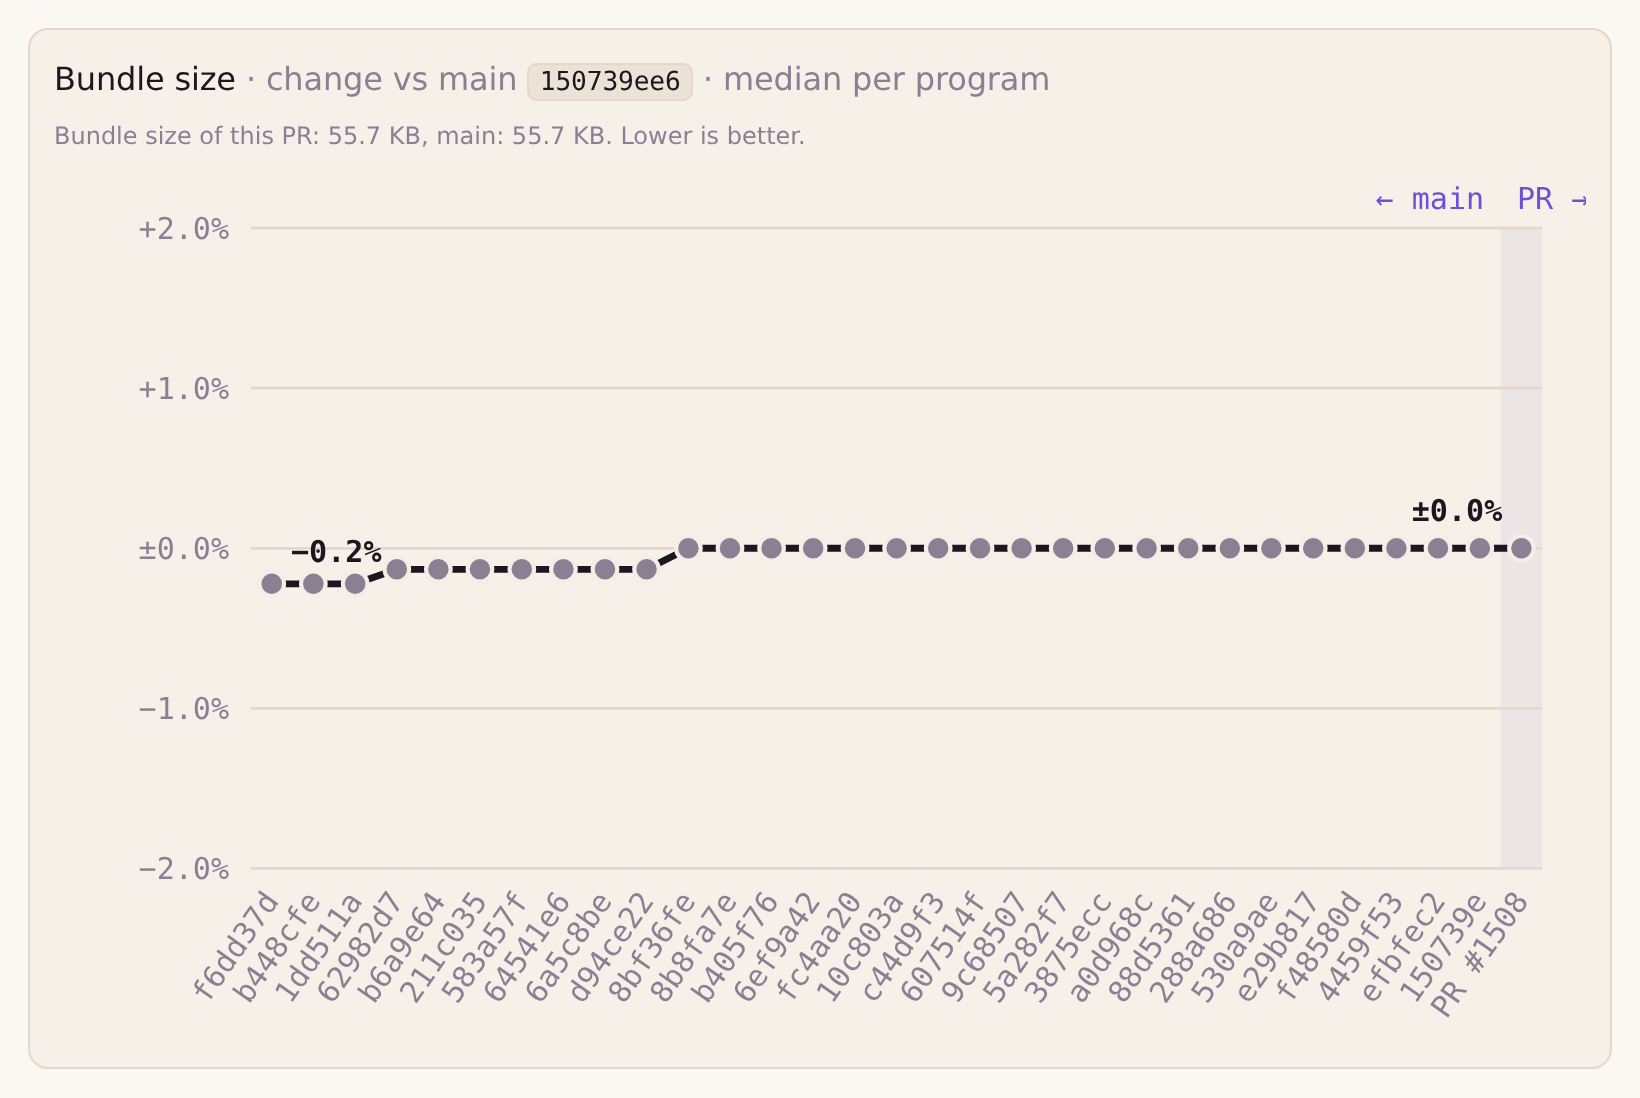 Bundle size · change vs main 150739ee6 · median per program
Bundle size of this PR: 55.7 KB, main: 55.7 KB. Lower is better.
← main PR →
+2.0%
+1.0%
±0.0%
−1.0%
−2.0%
−0.2%
±0.0%
f6dd37d
b448cfe
1dd511a
62982d7
b6a9e64
211c035
583a57f
64541e6
6a5c8be
d94ce22
8bf36fe
8b8fa7e
b405f76
6ef9a42
fc4aa20
10c803a
c44d9f3
607514f
9c68507
5a282f7
3875ecc
a0d968c
88d5361
288a686
530a9ae
e29b817
f48580d
4459f53
efbfec2
150739e
PR #1508